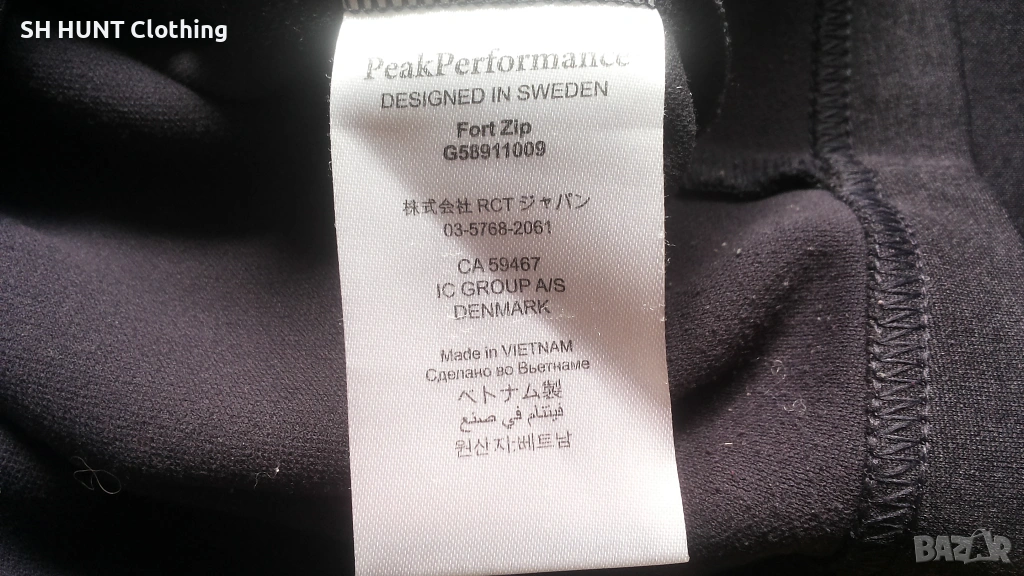 SH HUNT Clothing
PeakPerformance
DESIGNED IN SWEDEN
Fort Zip
G58911009
株式会社 RCT ジャパン
03-5768-2061
CA 59467
IC GROUP A/S
DENMARK
Made in VIETNAM
Сделано во Вьетнаме
ベトナム製
فيتنام في صنع
원산지:베트남
BAZAR